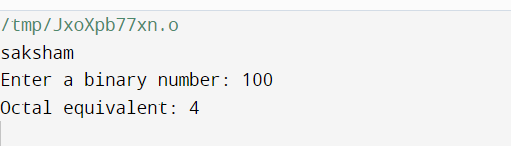 /tmp/JxoXpb77xn.o
saksham
Enter a binary number: 100
Octal equivalent: 4